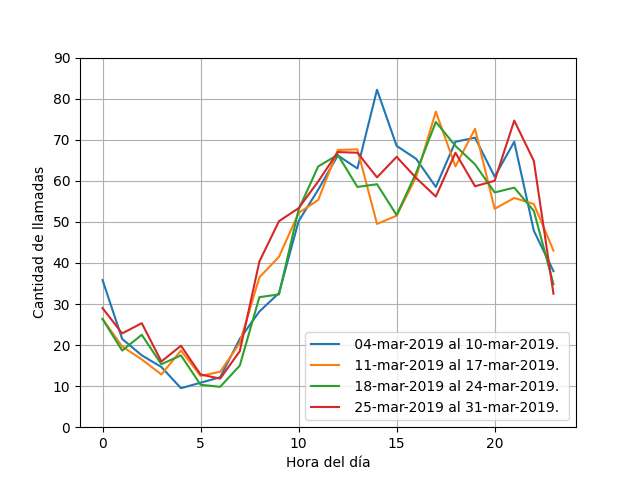 90
80
70
60
50
40
30
20
10
0
Cantidad de llamadas
04-mar-2019 al 10-mar-2019.
11-mar-2019 al 17-mar-2019.
18-mar-2019 al 24-mar-2019.
25-mar-2019 al 31-mar-2019.
0 5 10 15 20
Hora del día